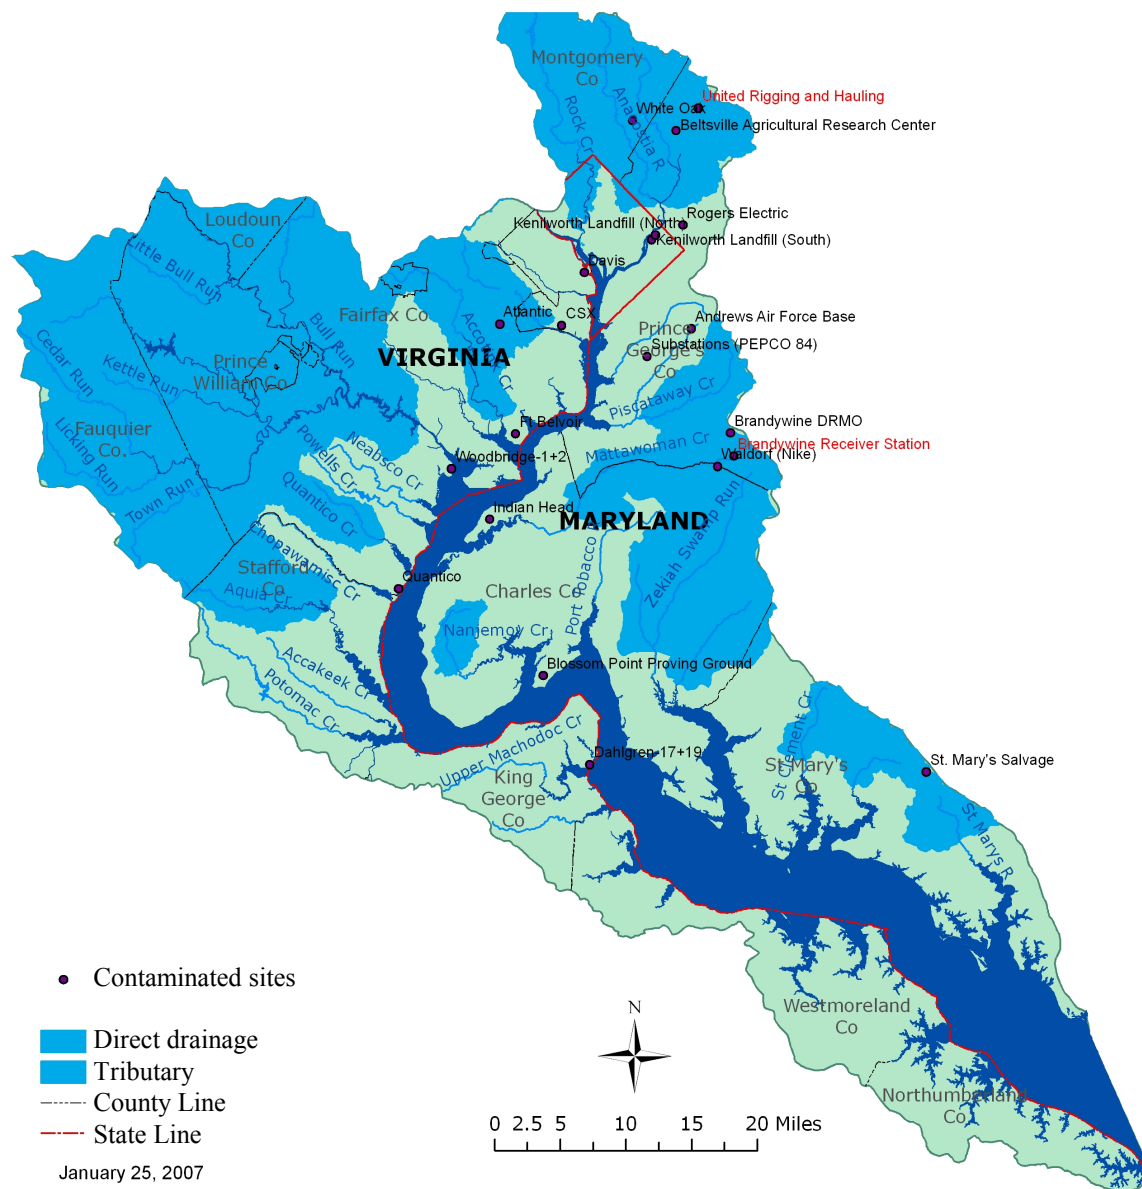 Montgomery
Co
United Rigging and Hauling
White Oak
Beltsville Agricultural Research Center
Rock Cr
Anacostia R
Loudoun
Co
Kenilworth Landfill (North)
Rogers Electric
Kenilworth Landfill (South)
Little Bull Run
Davis
Fairfax Co
Atlantic
CSX
Andrews Air Force Base
Prince
George's
Co
Substations (PEPCO 84)
Bull Run
Accotink Cr
VIRGINIA
Cedar Run
Kettle Run
Prince
William Co
Piscataway Cr
Fauquier
Co.
Licking Run
Ft Belvoir
Brandywine DRMO
Mattawoman Cr
Brandywine Receiver Station
Waldorf (Nike)
Neabsco Cr
Powells Cr
Woodbridge-1+2
Town Run
Quantico Cr
Indian Head
MARYLAND
Zekiah Swamp Run
Chopawamisc Cr
Stafford
Co
Quantico
Aquia Cr
Charles Co
Port Tobacco R
Nanjemoy Cr
Accakeek Cr
Blossom Point Proving Ground
Potomac Cr
Upper Machodoc Cr
Dahlgren-17+19
St Clement Cr
St Mary's
Co
St. Mary's Salvage
King
George
Co
St Marys R
Contaminated sites
Westmoreland
Co
N
Direct drainage
Tributary
County Line
State Line
Northumberland
Co
0 2.5 5 10 15 20 Miles
January 25, 2007